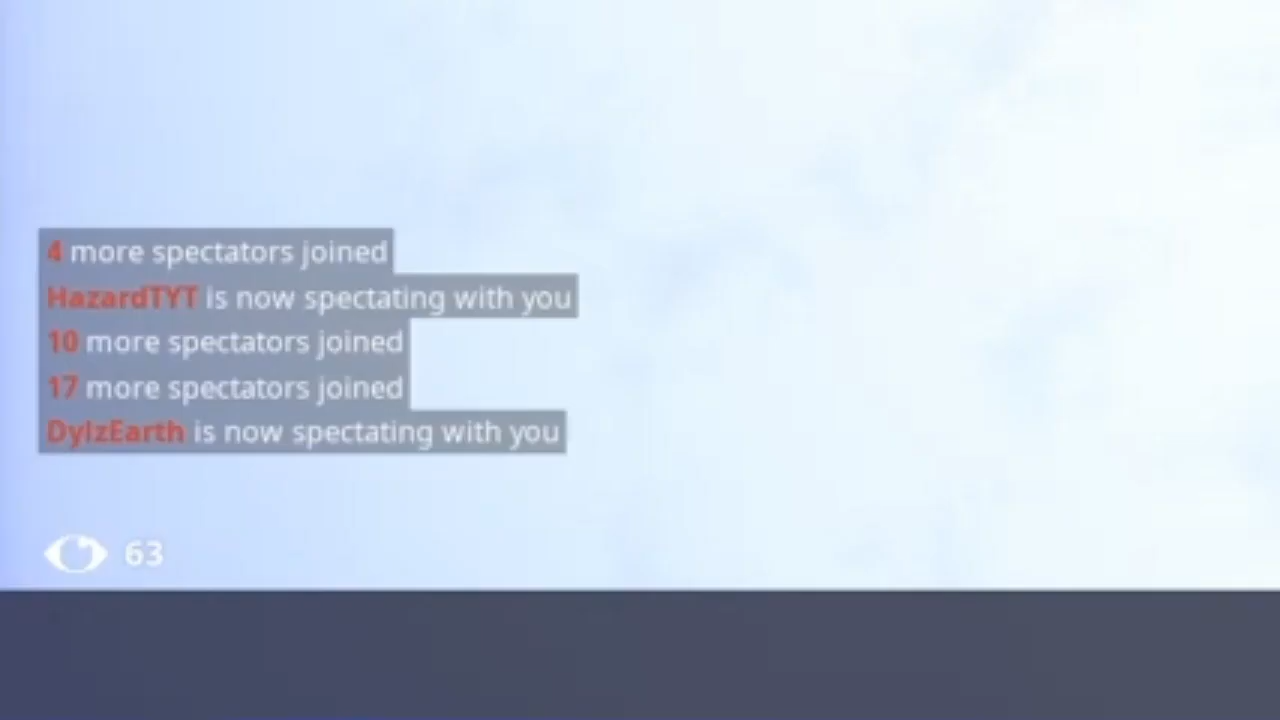 4 more spectators joined
HazardTYT is now spectating with you
10 more spectators joined
17 more spectators joined
DylzEarth is now spectating with you
63